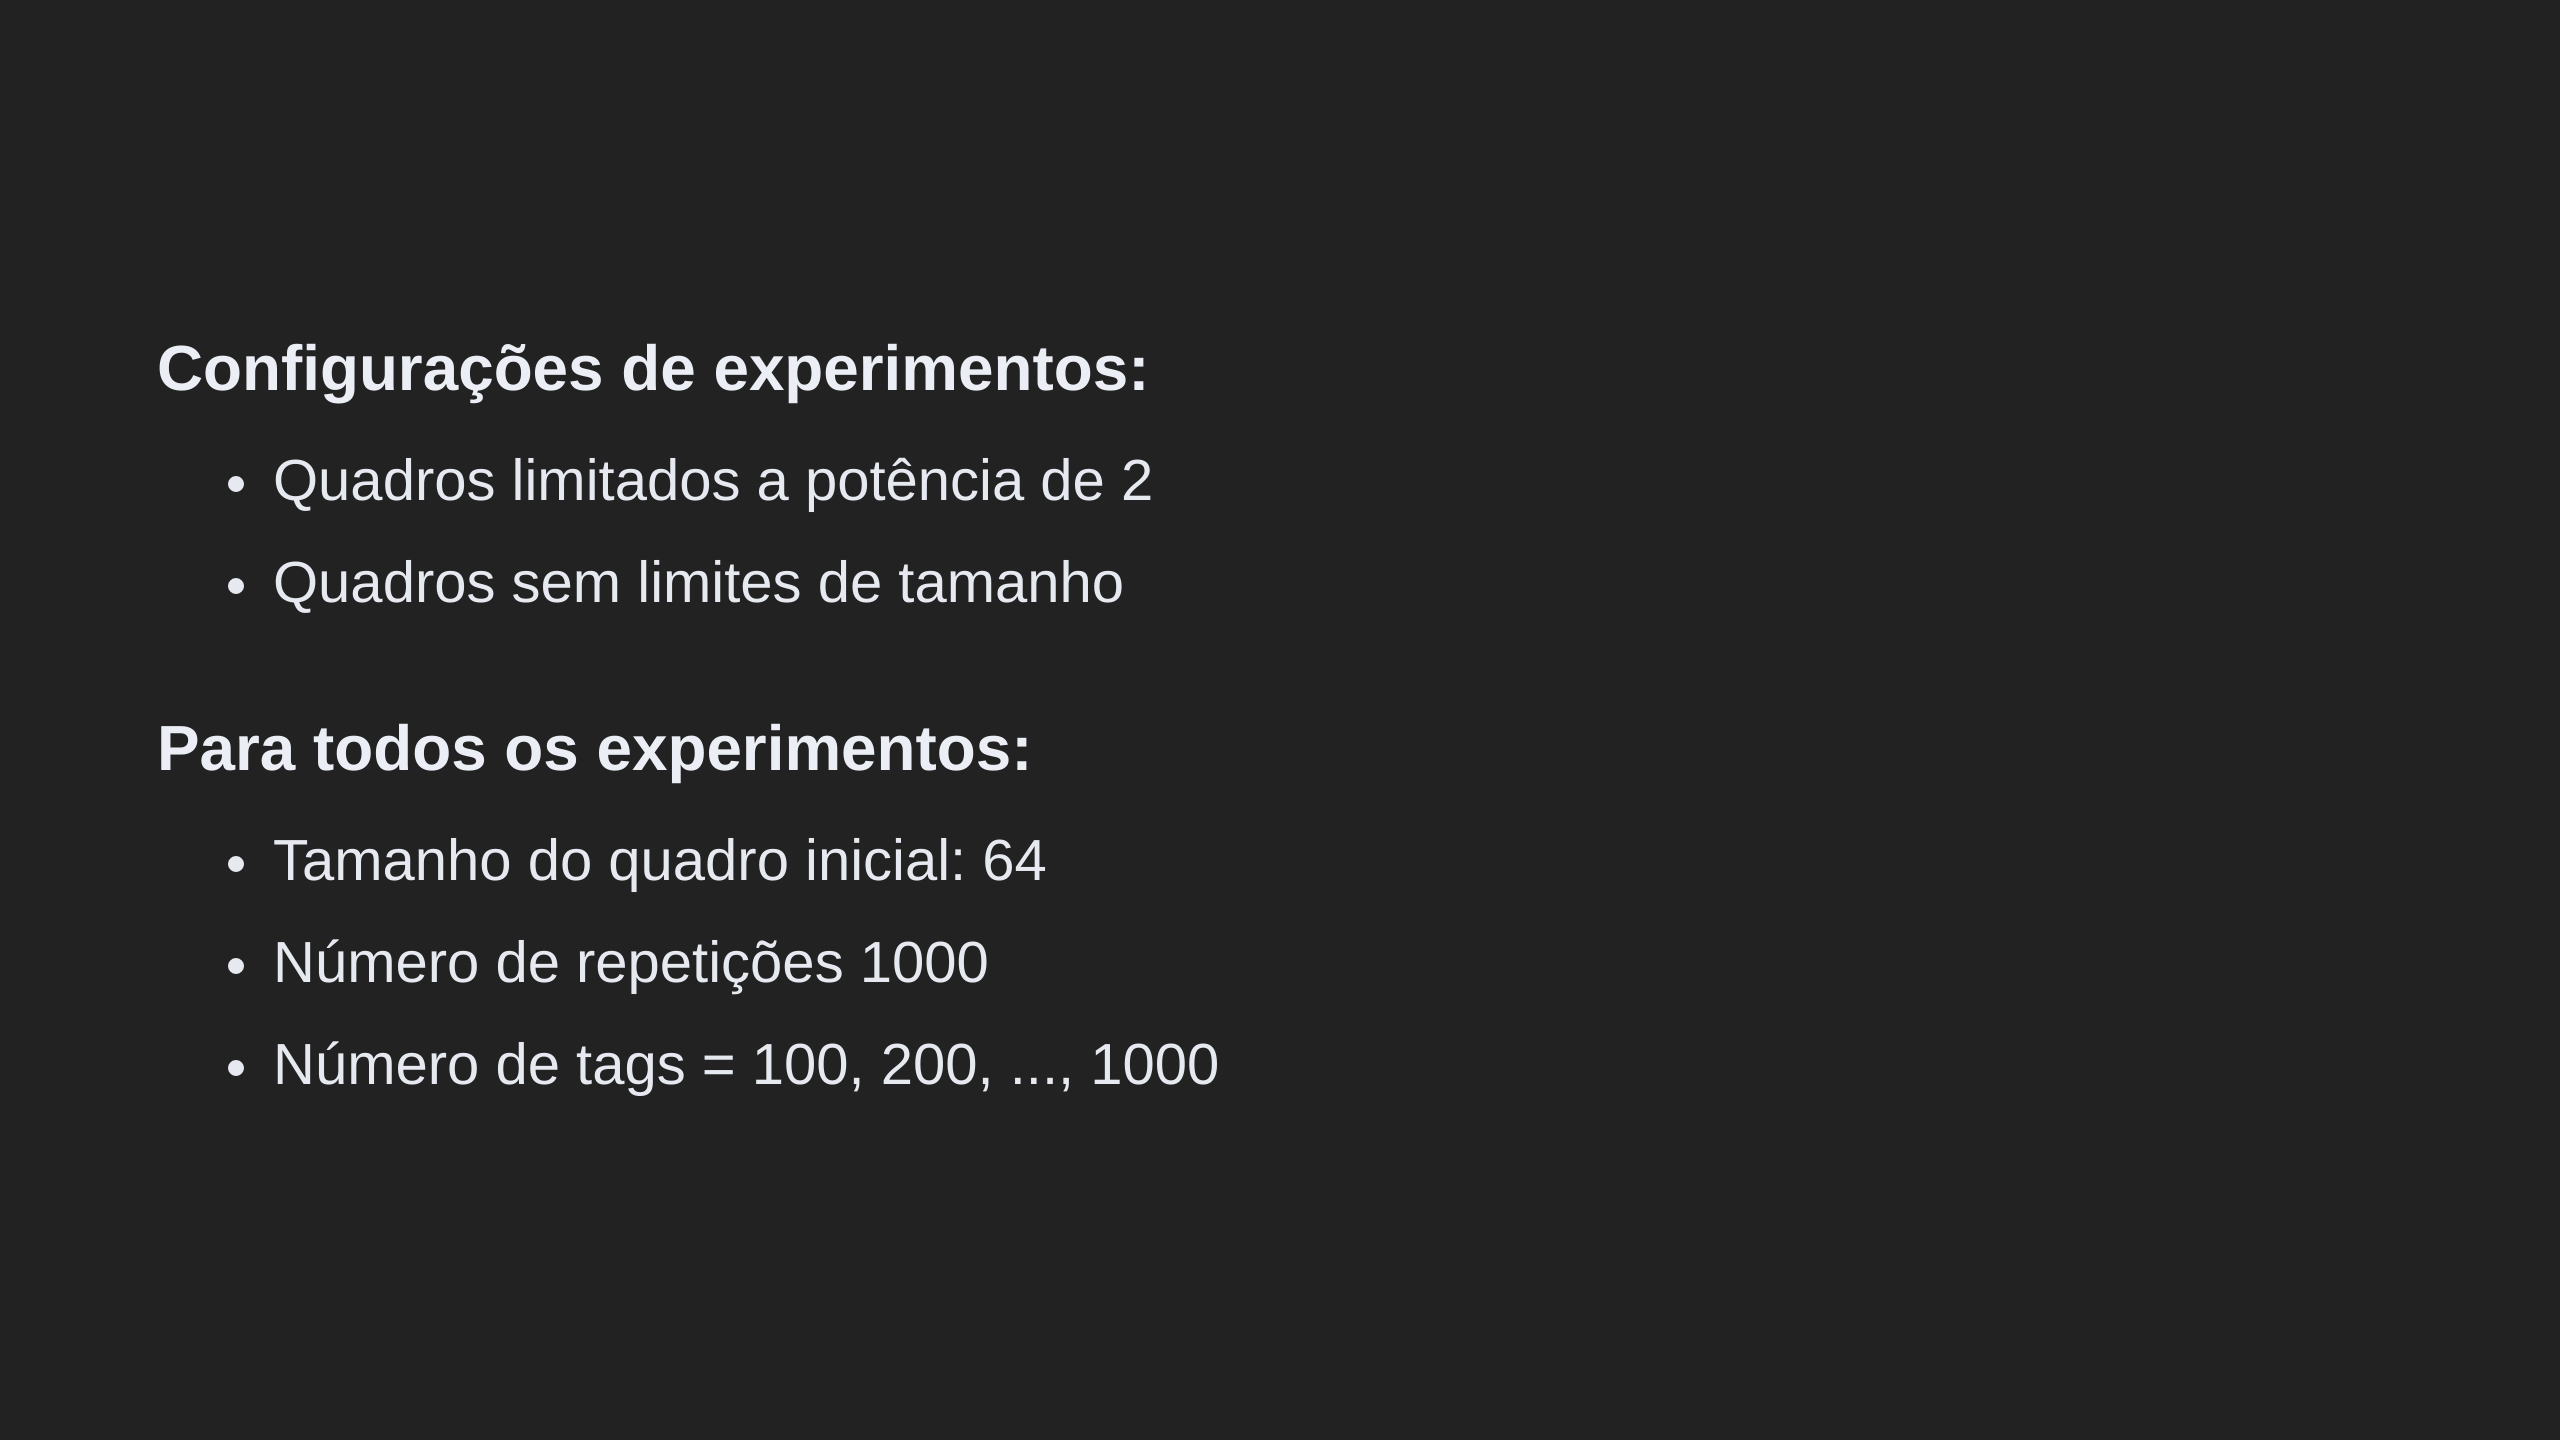 Configurações de experimentos:
Quadros limitados a potência de 2
Quadros sem limites de tamanho
Para todos os experimentos:
Tamanho do quadro inicial: 64
Número de repetições 1000
Número de tags = 100, 200, ..., 1000